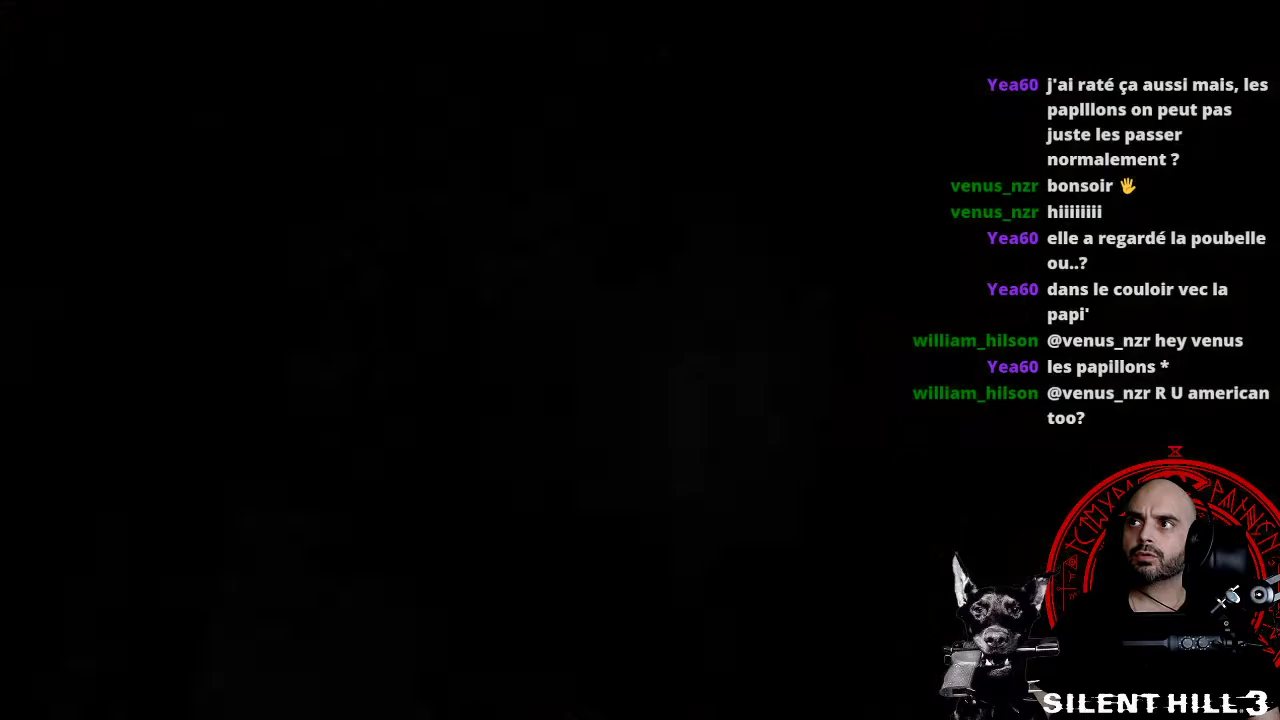 Yea60 j'ai raté ça aussi mais, les
paplllons on peut pas
juste les passer
normalement ?
venus_nzr bonsoir 🖐
venus_nzr hiiiiiiii
Yea60 elle a regardé la poubelle
ou..?
Yea60 dans le couloir vec la
papi'
william_hilson @venus_nzr hey venus
Yea60 les papillons *
william_hilson @venus_nzr R U american
too?
SILENT HILL 3